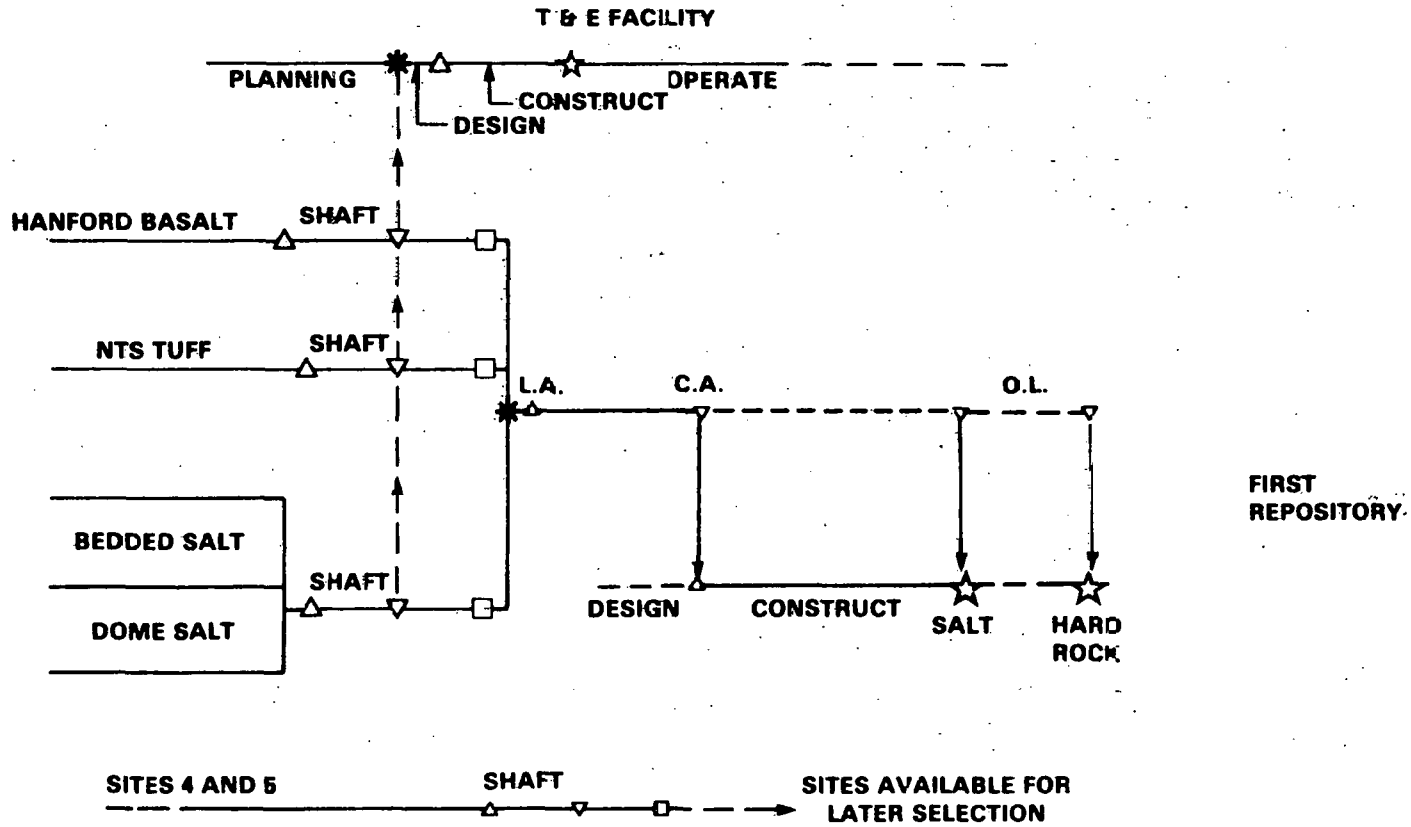 T & E FACILITY
PLANNING
OPERATE
CONSTRUCT
DESIGN
HANFORD BASALT
SHAFT
NTS TUFF
SHAFT
L.A.
C.A.
O.L.
FIRST
REPOSITORY
BEDDED SALT
SHAFT
DOME SALT
DESIGN
CONSTRUCT
SALT
HARD
ROCK
SITES 4 AND 5
SHAFT
SITES AVAILABLE FOR
LATER SELECTION